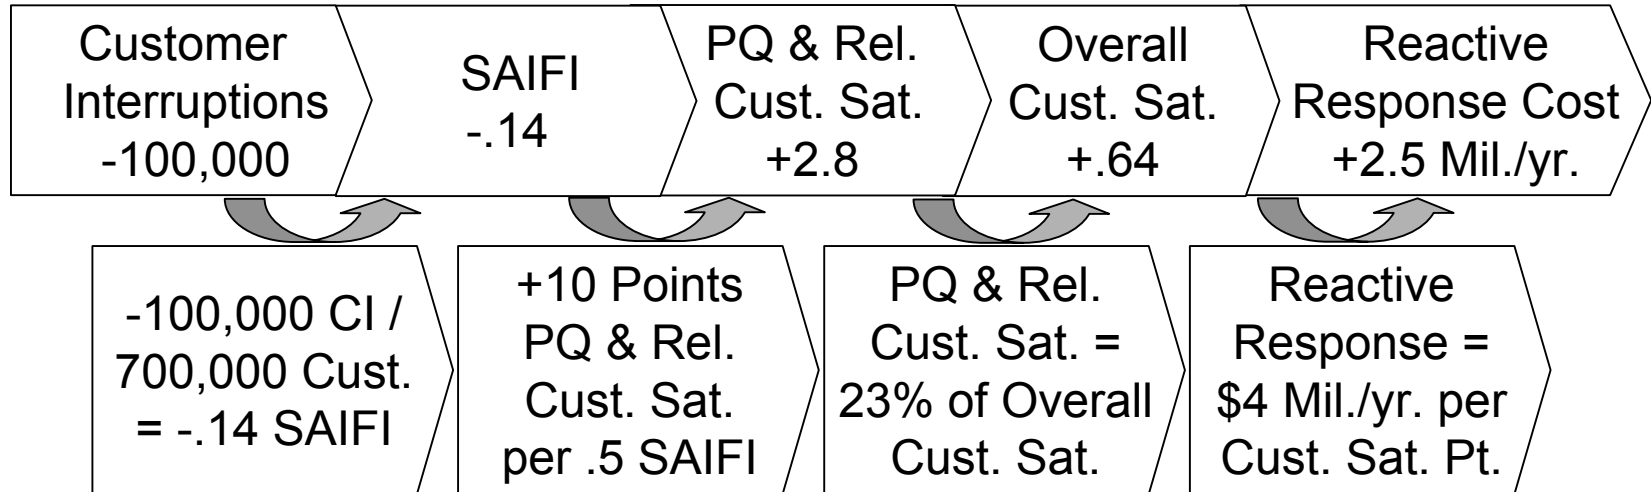 Customer
Interruptions
-100,000
SAIFI
-.14
PQ & Rel.
Cust. Sat.
+2.8
Overall
Cust. Sat.
+.64
Reactive
Response Cost
+2.5 Mil./yr.
-100,000 CI /
700,000 Cust.
= -.14 SAIFI
+10 Points
PQ & Rel.
Cust. Sat.
per .5 SAIFI
PQ & Rel.
Cust. Sat. =
23% of Overall
Cust. Sat.
Reactive
Response =
$4 Mil./yr. per
Cust. Sat. Pt.